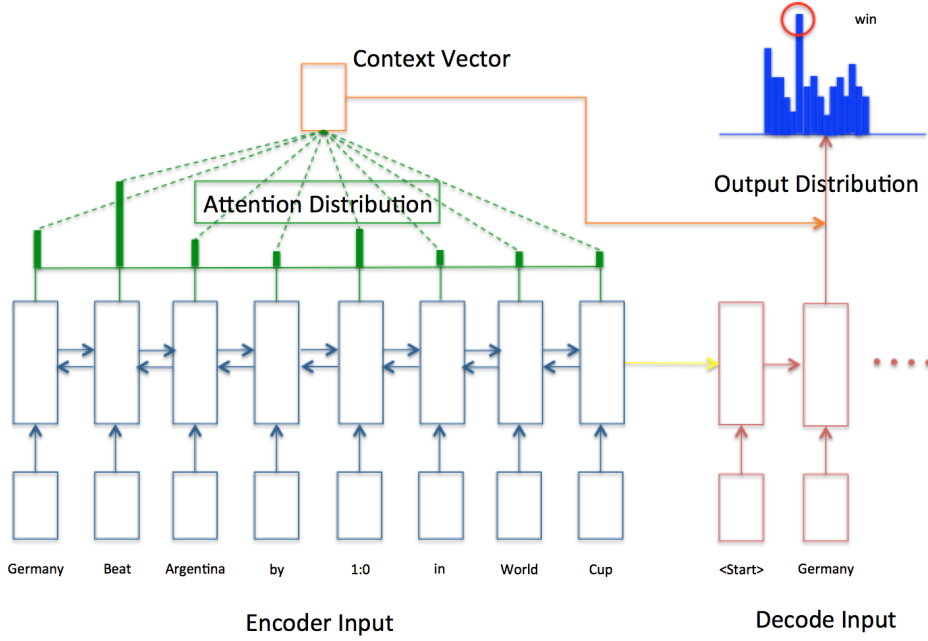 win
Context Vector
Output Distribution
Attention Distribution
Germany Beat Argentina by 1:0 in World Cup <Start> Germany
Encoder Input Decode Input